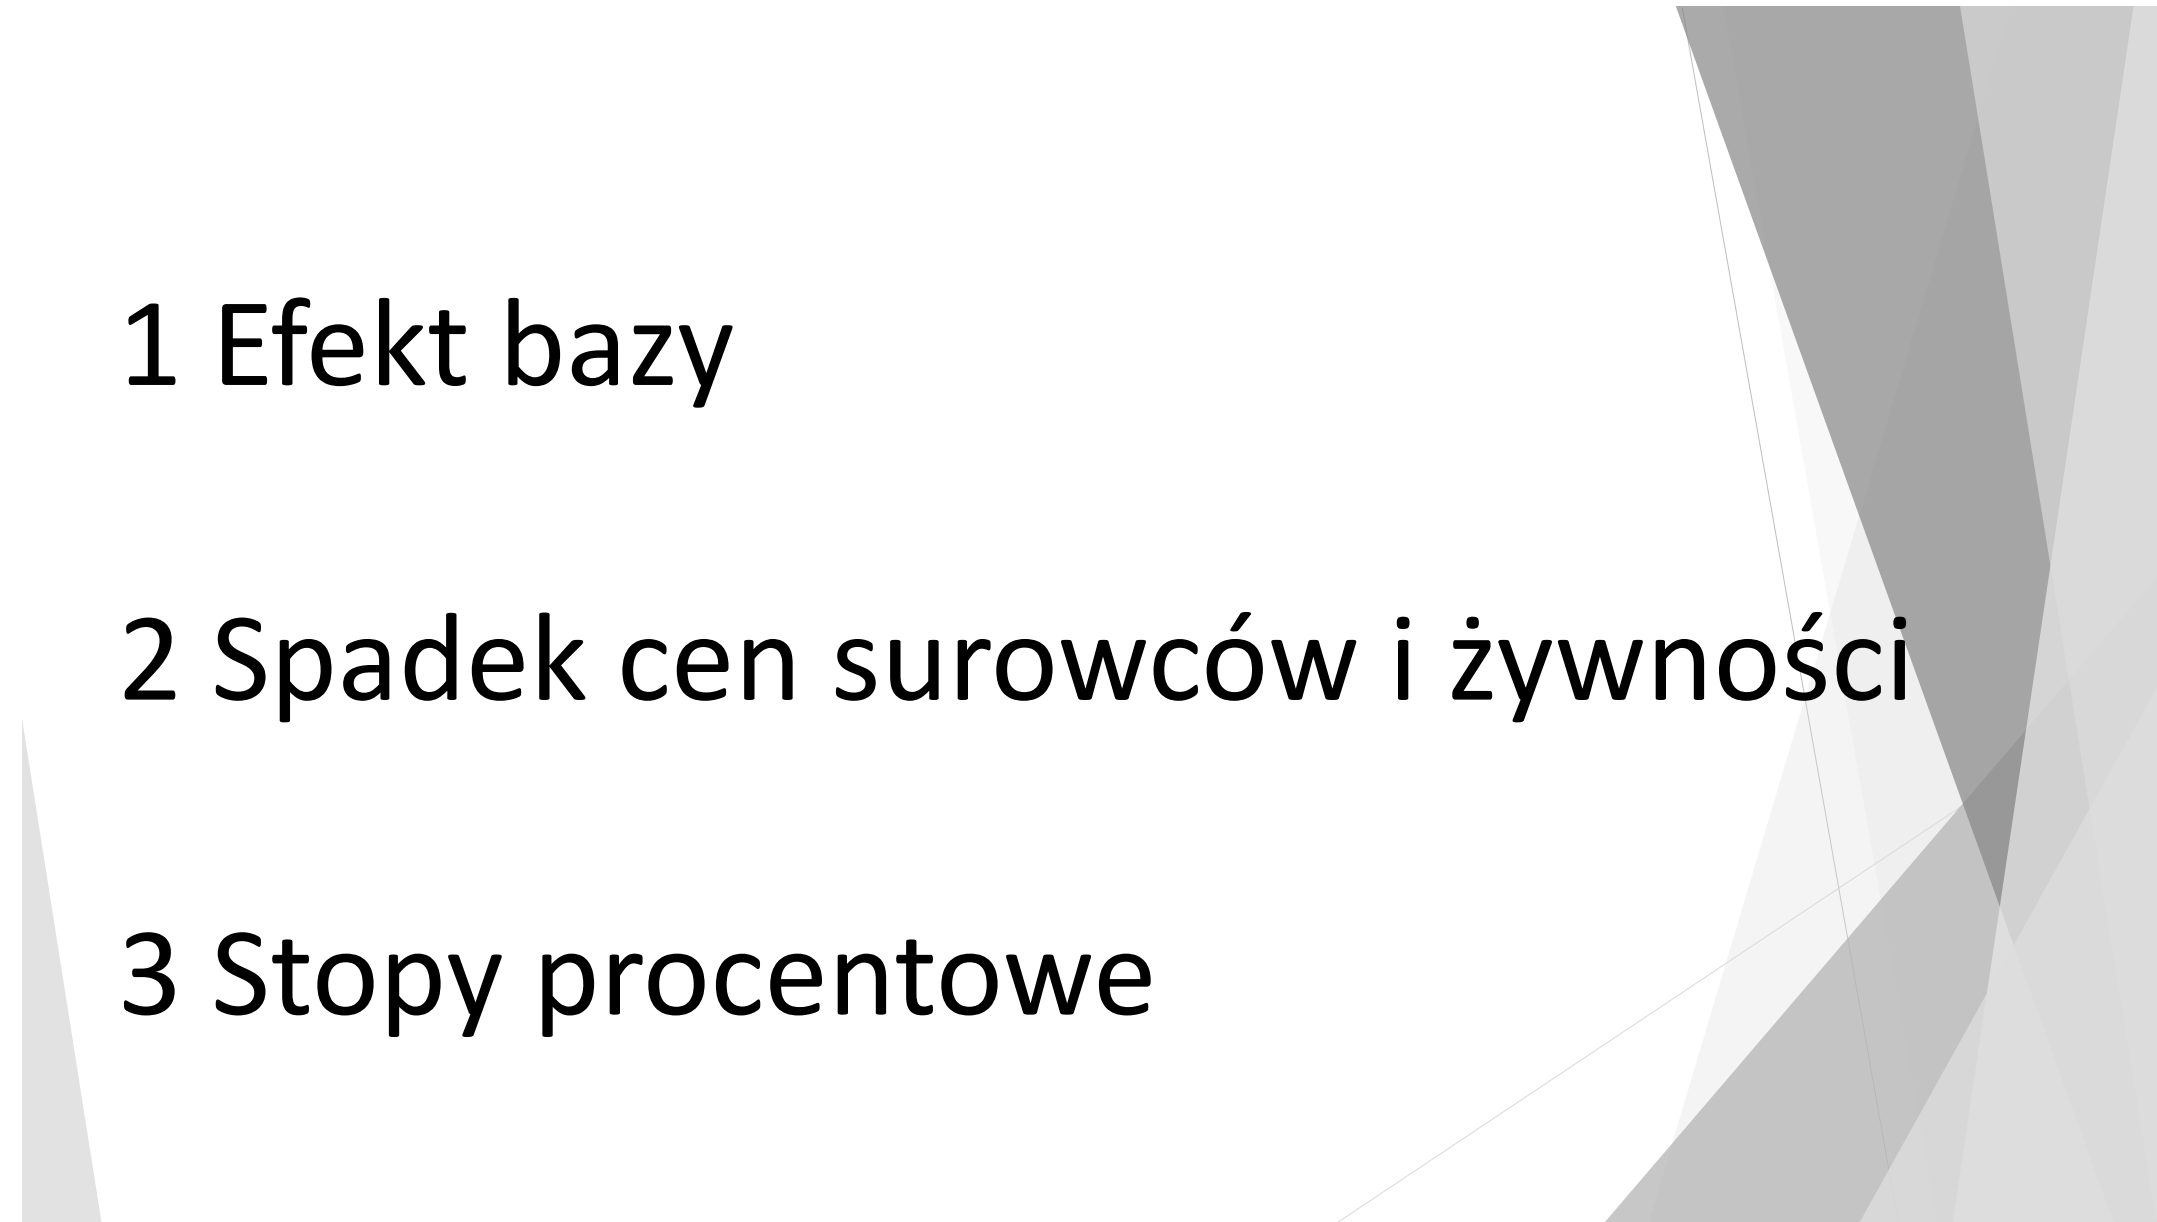 1 Efekt bazy
2 Spadek cen surowców i żywności
3 Stopy procentowe